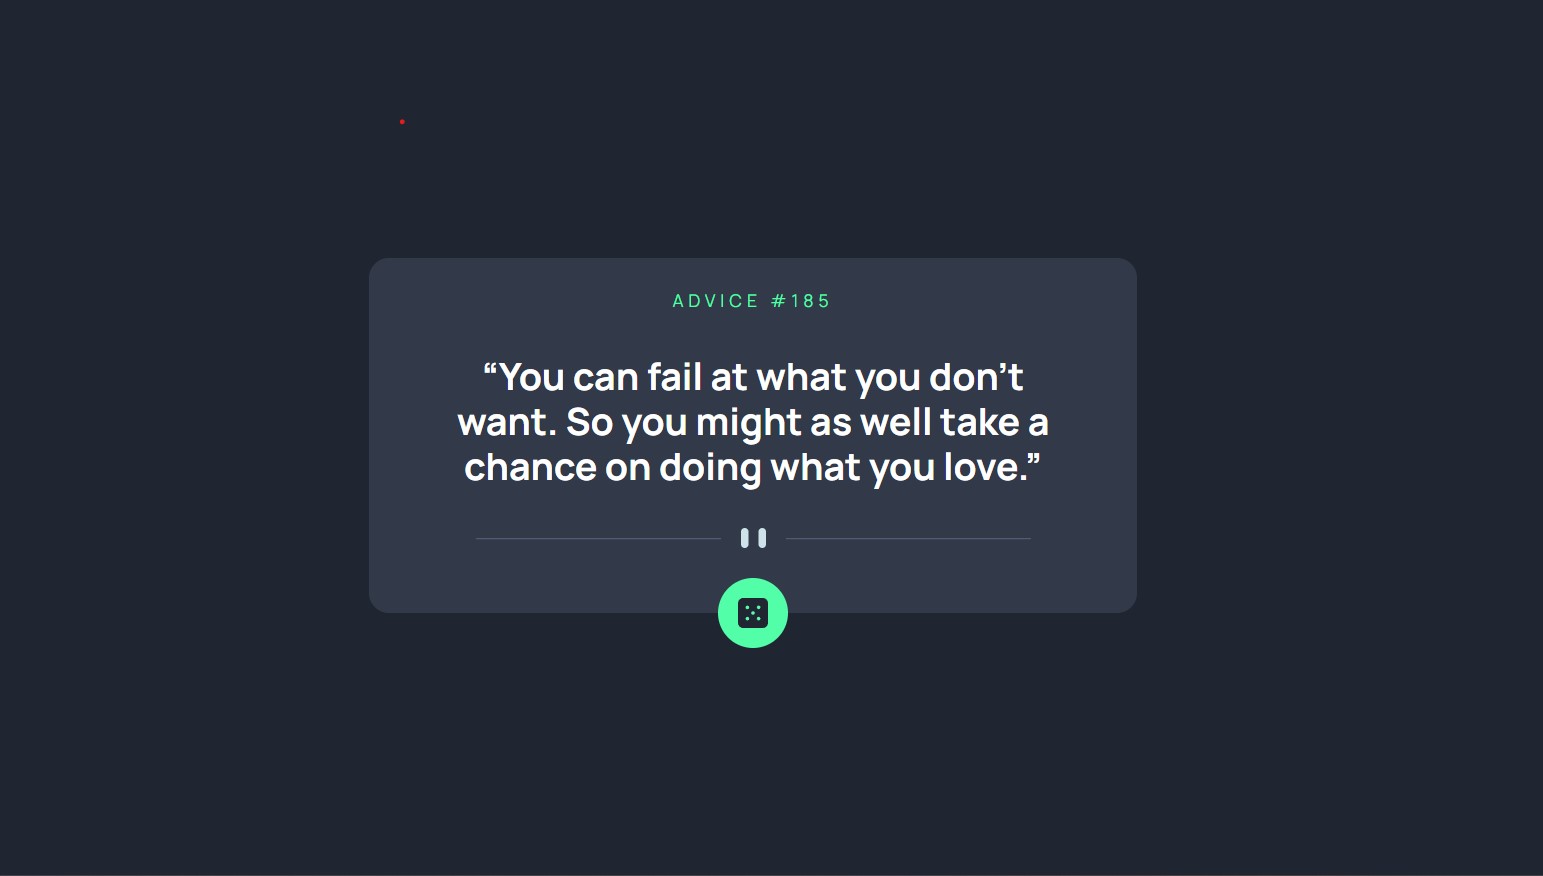 ADVICE #185
“You can fail at what you don’t
want. So you might as well take a
chance on doing what you love.”